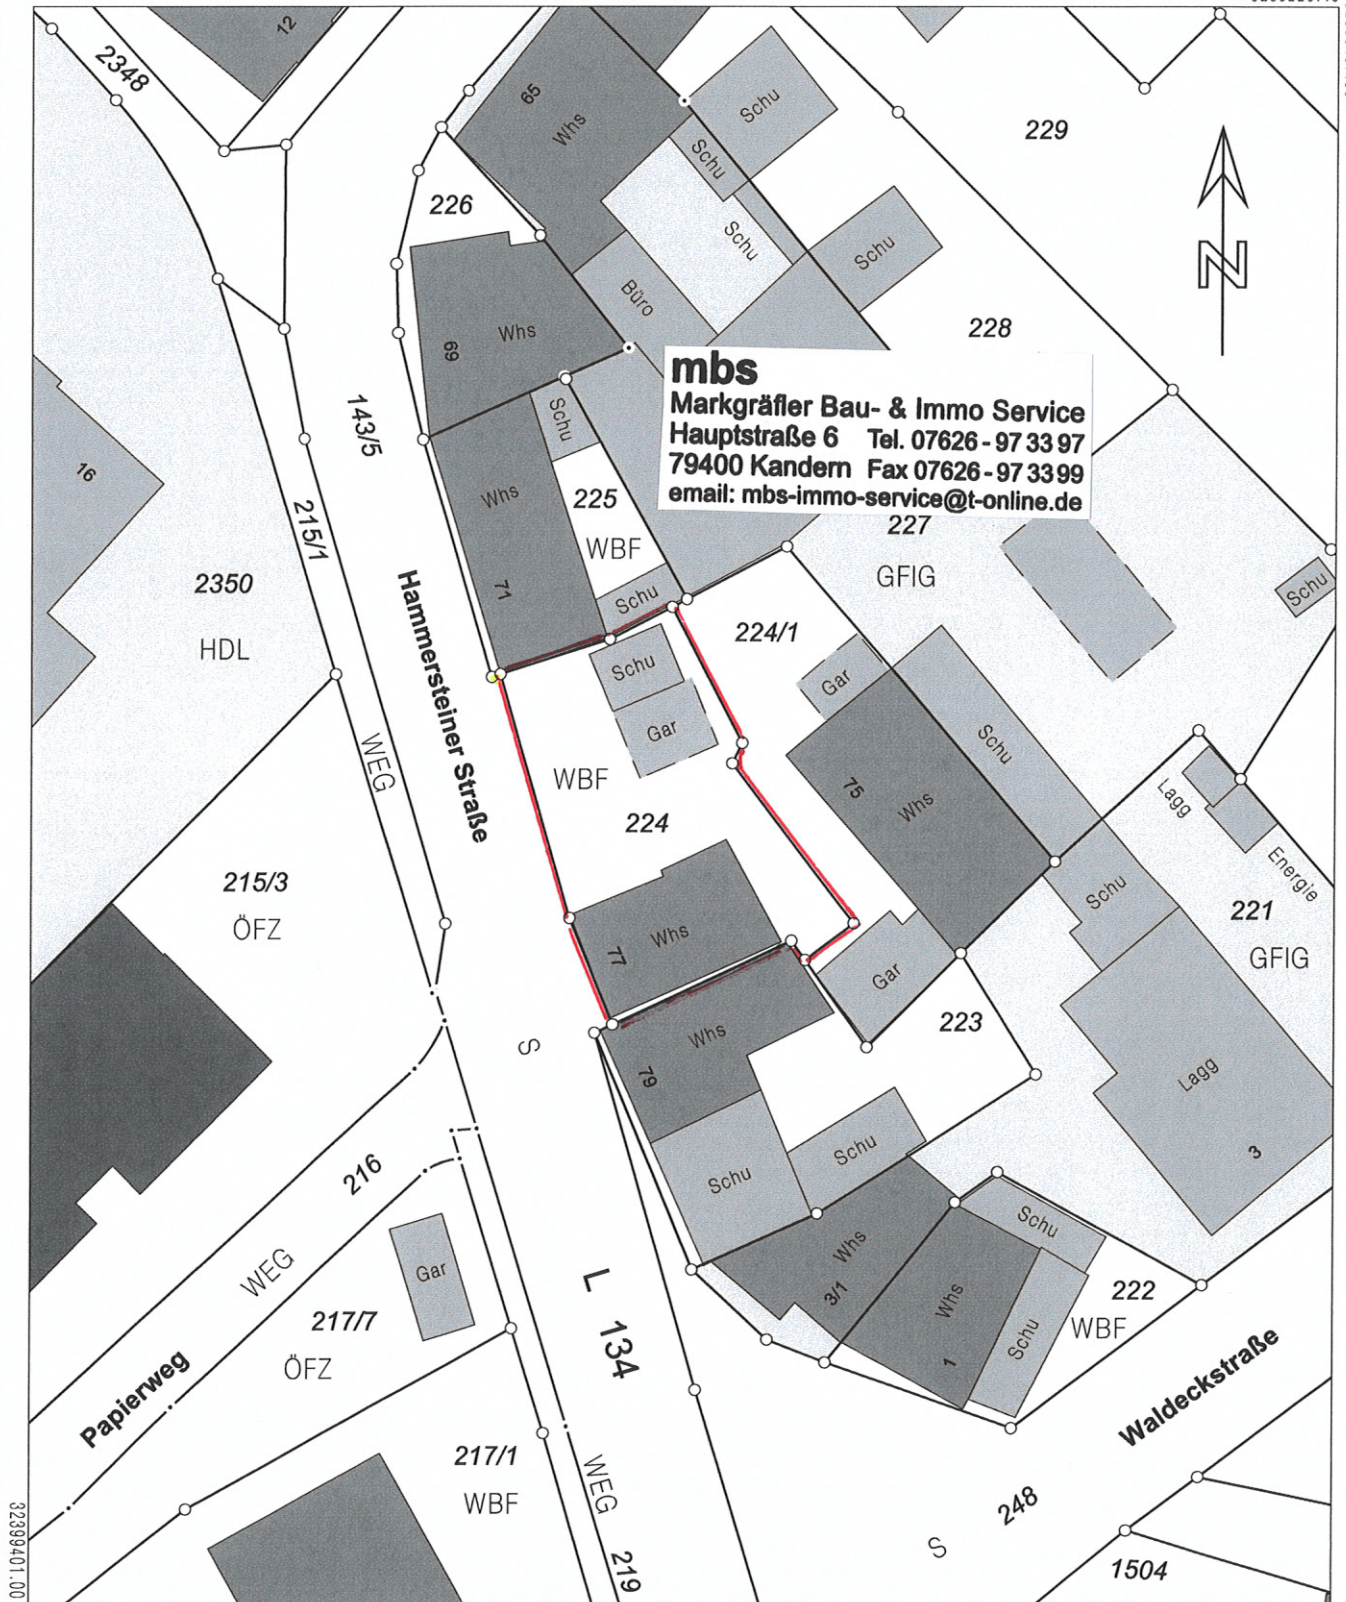 12
2348
65
Whs
Schu
Schu
229
226
Schu
Schu
N
Büro
228
69
Whs
mbs
Markgräfler Bau- & Immo Service
Hauptstraße 6 Tel. 07626 - 97 33 97
79400 Kandern Fax 07626 - 97 33 99
email: mbs-immo-service@t-online.de
143/5
Schu
16
Whs
225
WBF
215/1
227
GFIG
2350
HDL
71
Schu
Schu
Hammersteiner Straße
224/1
Schu
Gar
Gar
Schu
WEG
WBF
224
75
Whs
Lagg
Energie
215/3
ÖFZ
Schu
221
GFIG
77
Whs
Gar
223
S
Whs
79
Lagg
3
216
Schu
Schu
WEG
Gar
Schu
Whs
3/1
Whs
1
Schu
222
WBF
L 134
217/7
ÖFZ
Papierweg
Waldeckstraße
217/1
WBF
WEG
219
248
S
1504
32399401.00